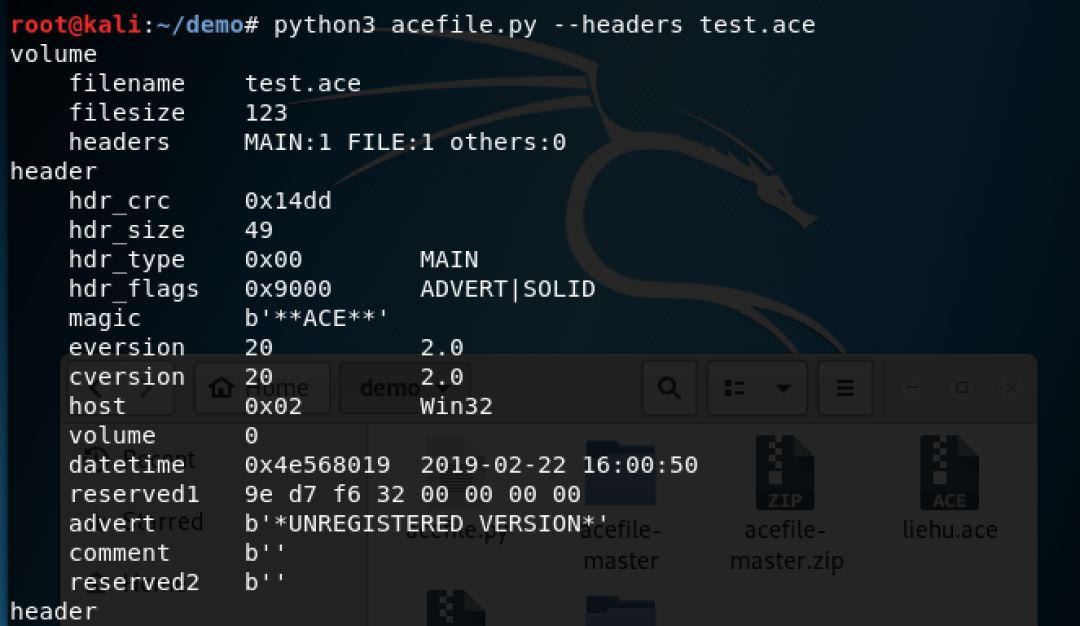 root@kali:~/demo# python3 acefile.py --headers test.ace
volume
filename test.ace
filesize 123
headers MAIN:1 FILE:1 others:0
header
hdr_crc 0x14dd
hdr_size 49
hdr_type 0x00 MAIN
hdr_flags 0x9000 ADVERT|SOLID
magic b'**ACE**'
eversion 20 2.0
cversion 20 2.0
host 0x02 Win32
volume 0
datetime 0x4e568019 2019-02-22 16:00:50
reserved1 9e d7 f6 32 00 00 00 00
advert b'*UNREGISTERED VERSION*'
comment b''
reserved2 b''
header
Home
demo
Recent
Starred
ZIP
ACE
acefile.py
acefile-
master
acefile-
master.zip
liehu.ace